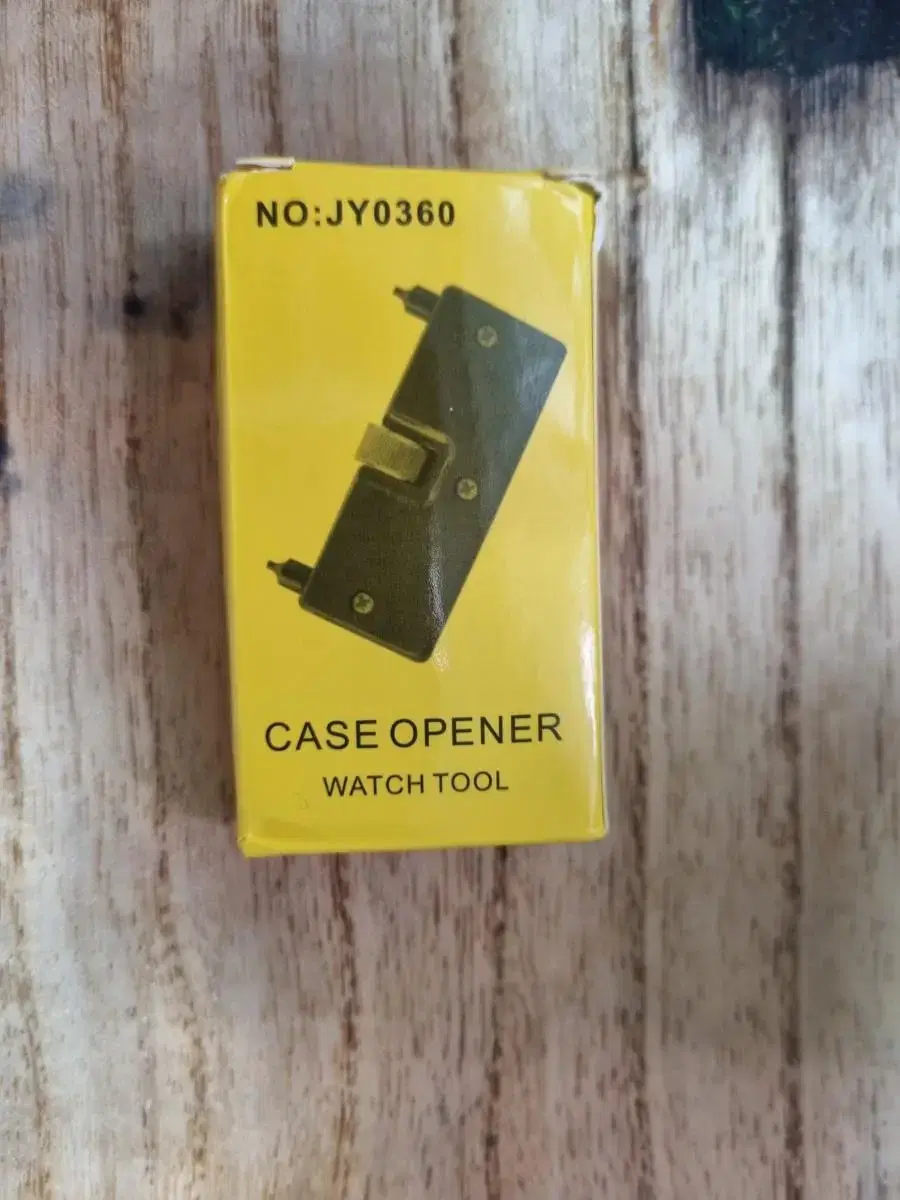 NO:JY0360
CASE OPENER
WATCH TOOL